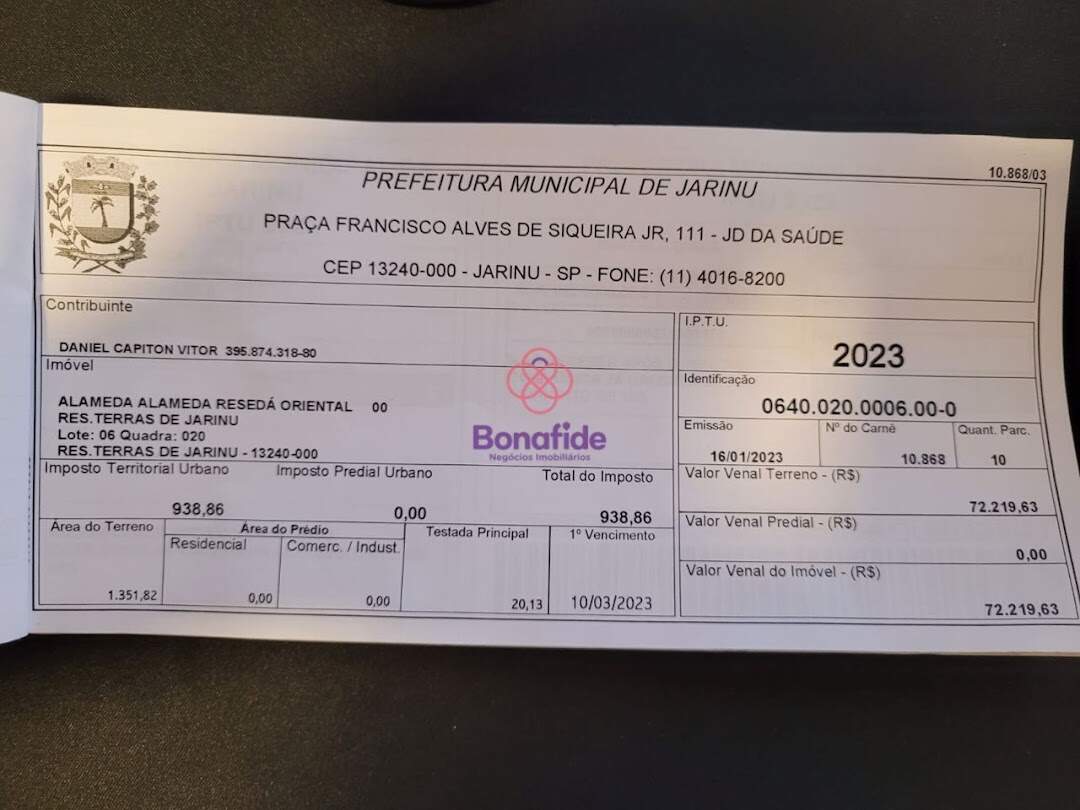 10.868/03
PREFEITURA MUNICIPAL DE JARINU
PRAÇA FRANCISCO ALVES DE SIQUEIRA JR, 111 - JD DA SAÚDE
CEP 13240-000 - JARINU - SP - FONE: (11) 4016-8200
Contribuinte
DANIEL CAPITON VITOR 395.874.318-80
Imóvel
ALAMEDA ALAMEDA RESEDÁ ORIENTAL 00
RES.TERRAS DE JARINU
Lote: 06 Quadra: 020
RES.TERRAS DE JARINU - 13240-000
Imposto Territorial Urbano Imposto Predial Urbano Total do Imposto
938,86 0,00 938,86
Área do Terreno Área do Prédio Testada Principal 1º Vencimento
Residencial Comerc. / Indust.
1.351,82 0,00 0,00 20,13 10/03/2023
I.P.T.U.
2023
Identificação
0640.020.0006.00-0
Emissão Nº do Carnê Quant. Parc.
16/01/2023 10.868 10
Valor Venal Terreno - (R$)
72.219,63
Valor Venal Predial - (R$)
0,00
Valor Venal do Imóvel - (R$)
72.219,63
Bonafide
Negócios Imobiliários